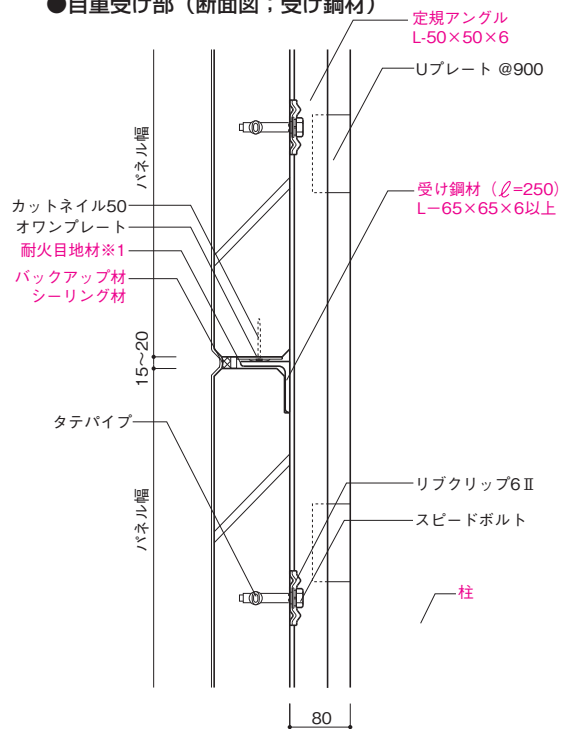 ●自重受け部（断面図；受け鋼材）
定規アングル
L-50×50×6
Uプレート @900
パネル幅
受け鋼材（ℓ=250）
L－65×65×6以上
カットネイル50
オワンプレート
耐火目地材※1
バックアップ材
シーリング材
15〜20
タテパイプ
パネル幅
リブクリップ6Ⅱ
スピードボルト
柱
80